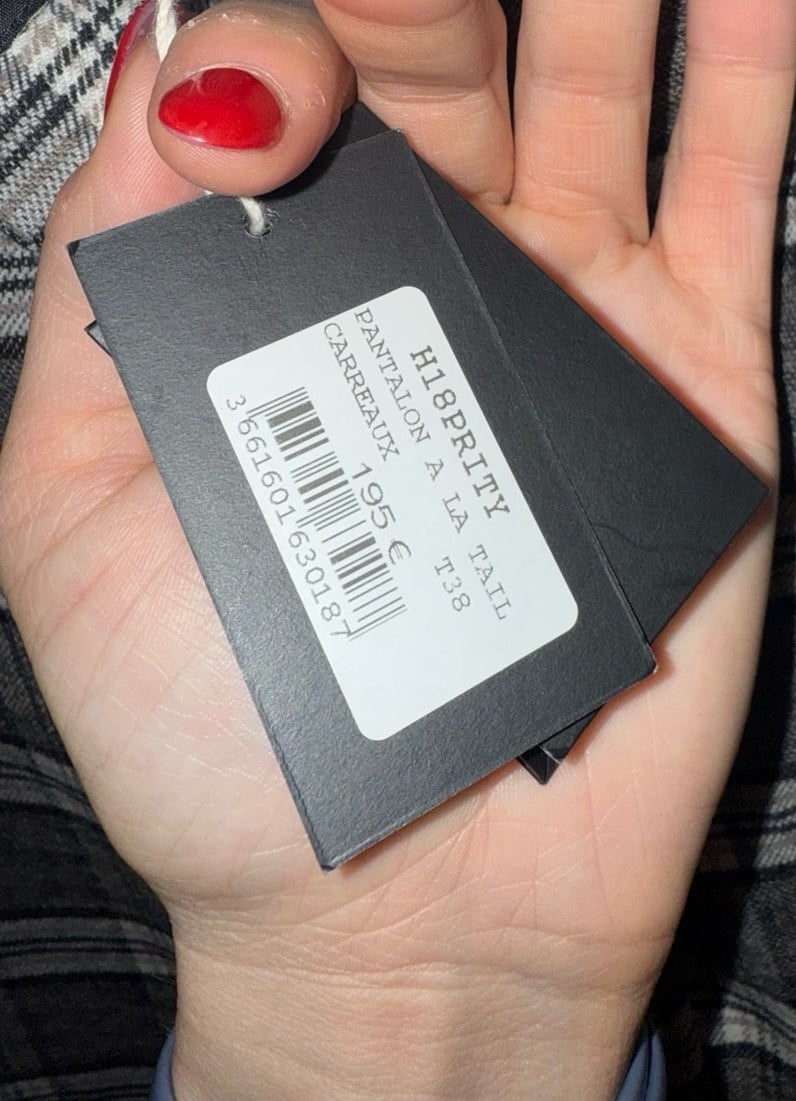 H18PRITY
PANTALON A LA TAIL
CARREAUX T38
195 €
3 661601 630187